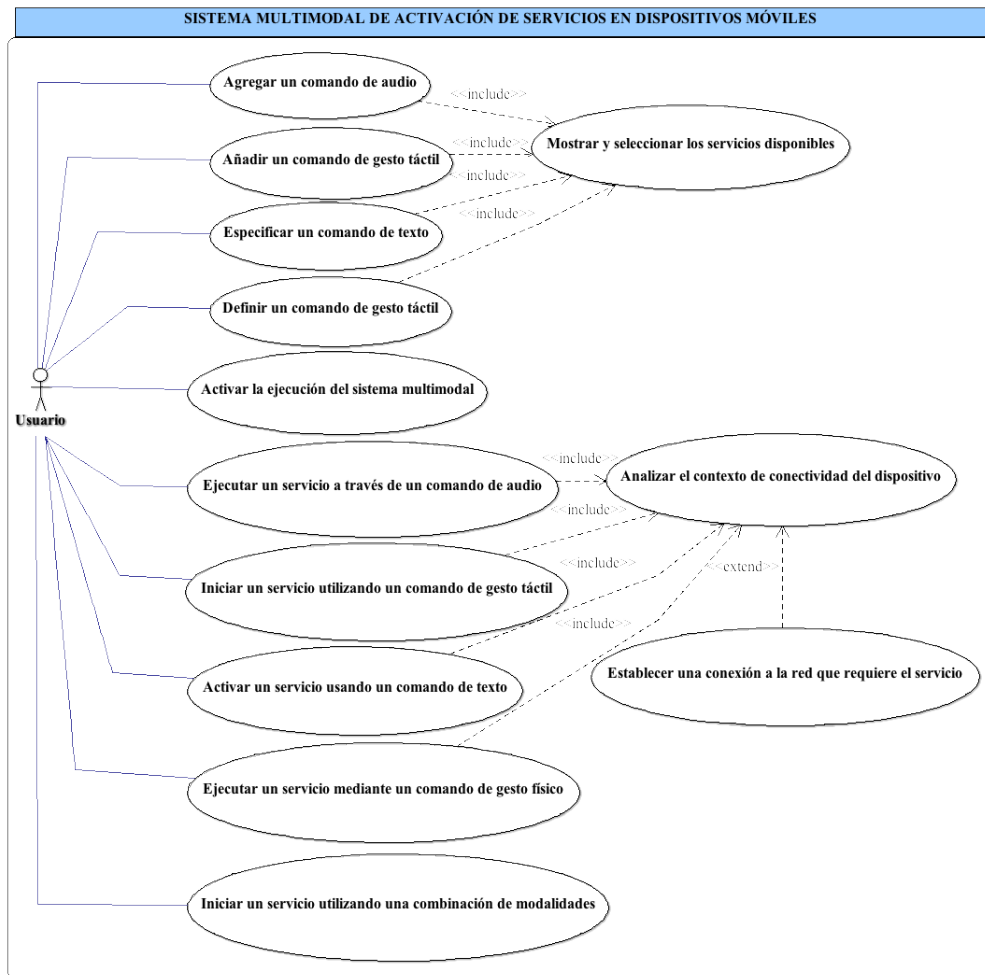 SISTEMA MULTIMODAL DE ACTIVACIÓN DE SERVICIOS EN DISPOSITIVOS MÓVILES
Agregar un comando de audio
<<include>>
Mostrar y seleccionar los servicios disponibles
<<include>>
Añadir un comando de gesto táctil
<<include>>
<<include>>
Especificar un comando de texto
Definir un comando de gesto táctil
Activar la ejecución del sistema multimodal
Usuario
<<include>>
Analizar el contexto de conectividad del dispositivo
Ejecutar un servicio a través de un comando de audio
<<include>>
<<include>>
<<extend>>
Iniciar un servicio utilizando un comando de gesto táctil
<<include>>
Establecer una conexión a la red que requiere el servicio
Activar un servicio usando un comando de texto
Ejecutar un servicio mediante un comando de gesto físico
Iniciar un servicio utilizando una combinación de modalidades